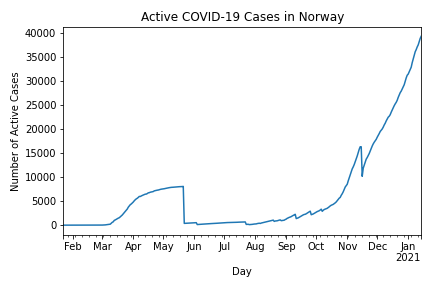 Active COVID-19 Cases in Norway
Number of Active Cases
40000
35000
30000
25000
20000
15000
10000
5000
0
Feb Mar Apr May Jun Jul Aug Sep Oct Nov Dec Jan
2021
Day